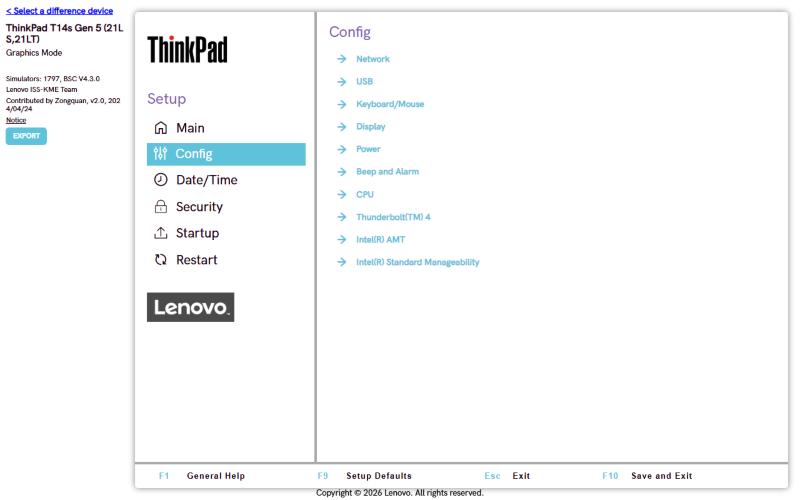 < Select a difference device
ThinkPad T14s Gen 5 (21L
S,21LT)
Graphics Mode
Simulators: 1797, BSC V4.3.0
Lenovo ISS-KME Team
Contributed by Zongquan, v2.0, 202
4/04/24
Notice
EXPORT
ThinkPad
Setup
Main
Config
Date/Time
Security
Startup
Restart
Lenovo.
Config
Network
USB
Keyboard/Mouse
Display
Power
Beep and Alarm
CPU
Thunderbolt(TM) 4
Intel(R) AMT
Intel(R) Standard Manageability
F1 General Help F9 Setup Defaults Esc Exit F10 Save and Exit
Copyright © 2026 Lenovo. All rights reserved.